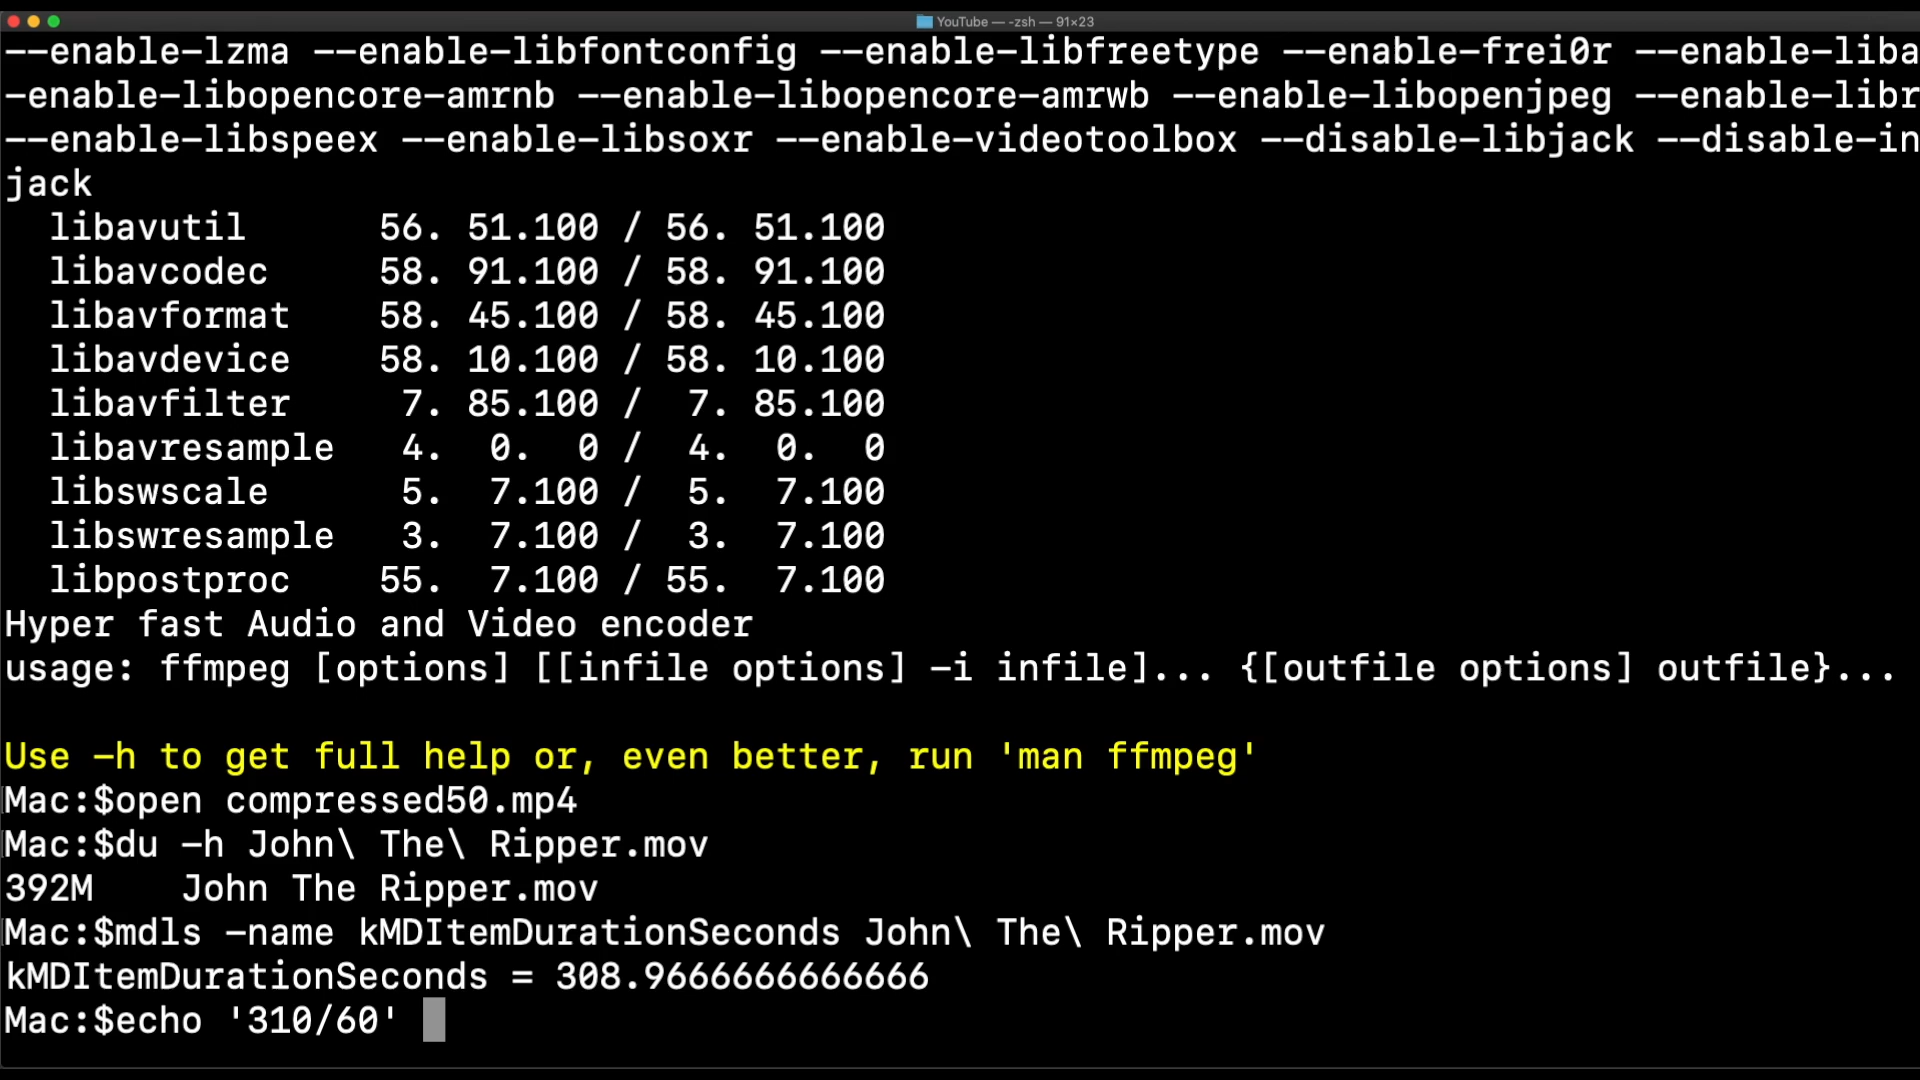 YouTube — -zsh — 91×23
--enable-lzma --enable-libfontconfig --enable-libfreetype --enable-frei0r --enable-liba
-enable-libopencore-amrnb --enable-libopencore-amrwb --enable-libopenjpeg --enable-libr
--enable-libspeex --enable-libsoxr --enable-videotoolbox --disable-libjack --disable-in
jack
  libavutil      56. 51.100 / 56. 51.100
  libavcodec     58. 91.100 / 58. 91.100
  libavformat    58. 45.100 / 58. 45.100
  libavdevice    58. 10.100 / 58. 10.100
  libavfilter     7. 85.100 /  7. 85.100
  libavresample   4.  0.  0 /  4.  0.  0
  libswscale      5.  7.100 /  5.  7.100
  libswresample   3.  7.100 /  3.  7.100
  libpostproc    55.  7.100 / 55.  7.100
Hyper fast Audio and Video encoder
usage: ffmpeg [options] [[infile options] -i infile]... {[outfile options] outfile}...
Use -h to get full help or, even better, run 'man ffmpeg'
Mac:$open compressed50.mp4
Mac:$du -h John\ The\ Ripper.mov
392M    John The Ripper.mov
Mac:$mdls -name kMDItemDurationSeconds John\ The\ Ripper.mov
kMDItemDurationSeconds = 308.9666666666666
Mac:$echo '310/60'